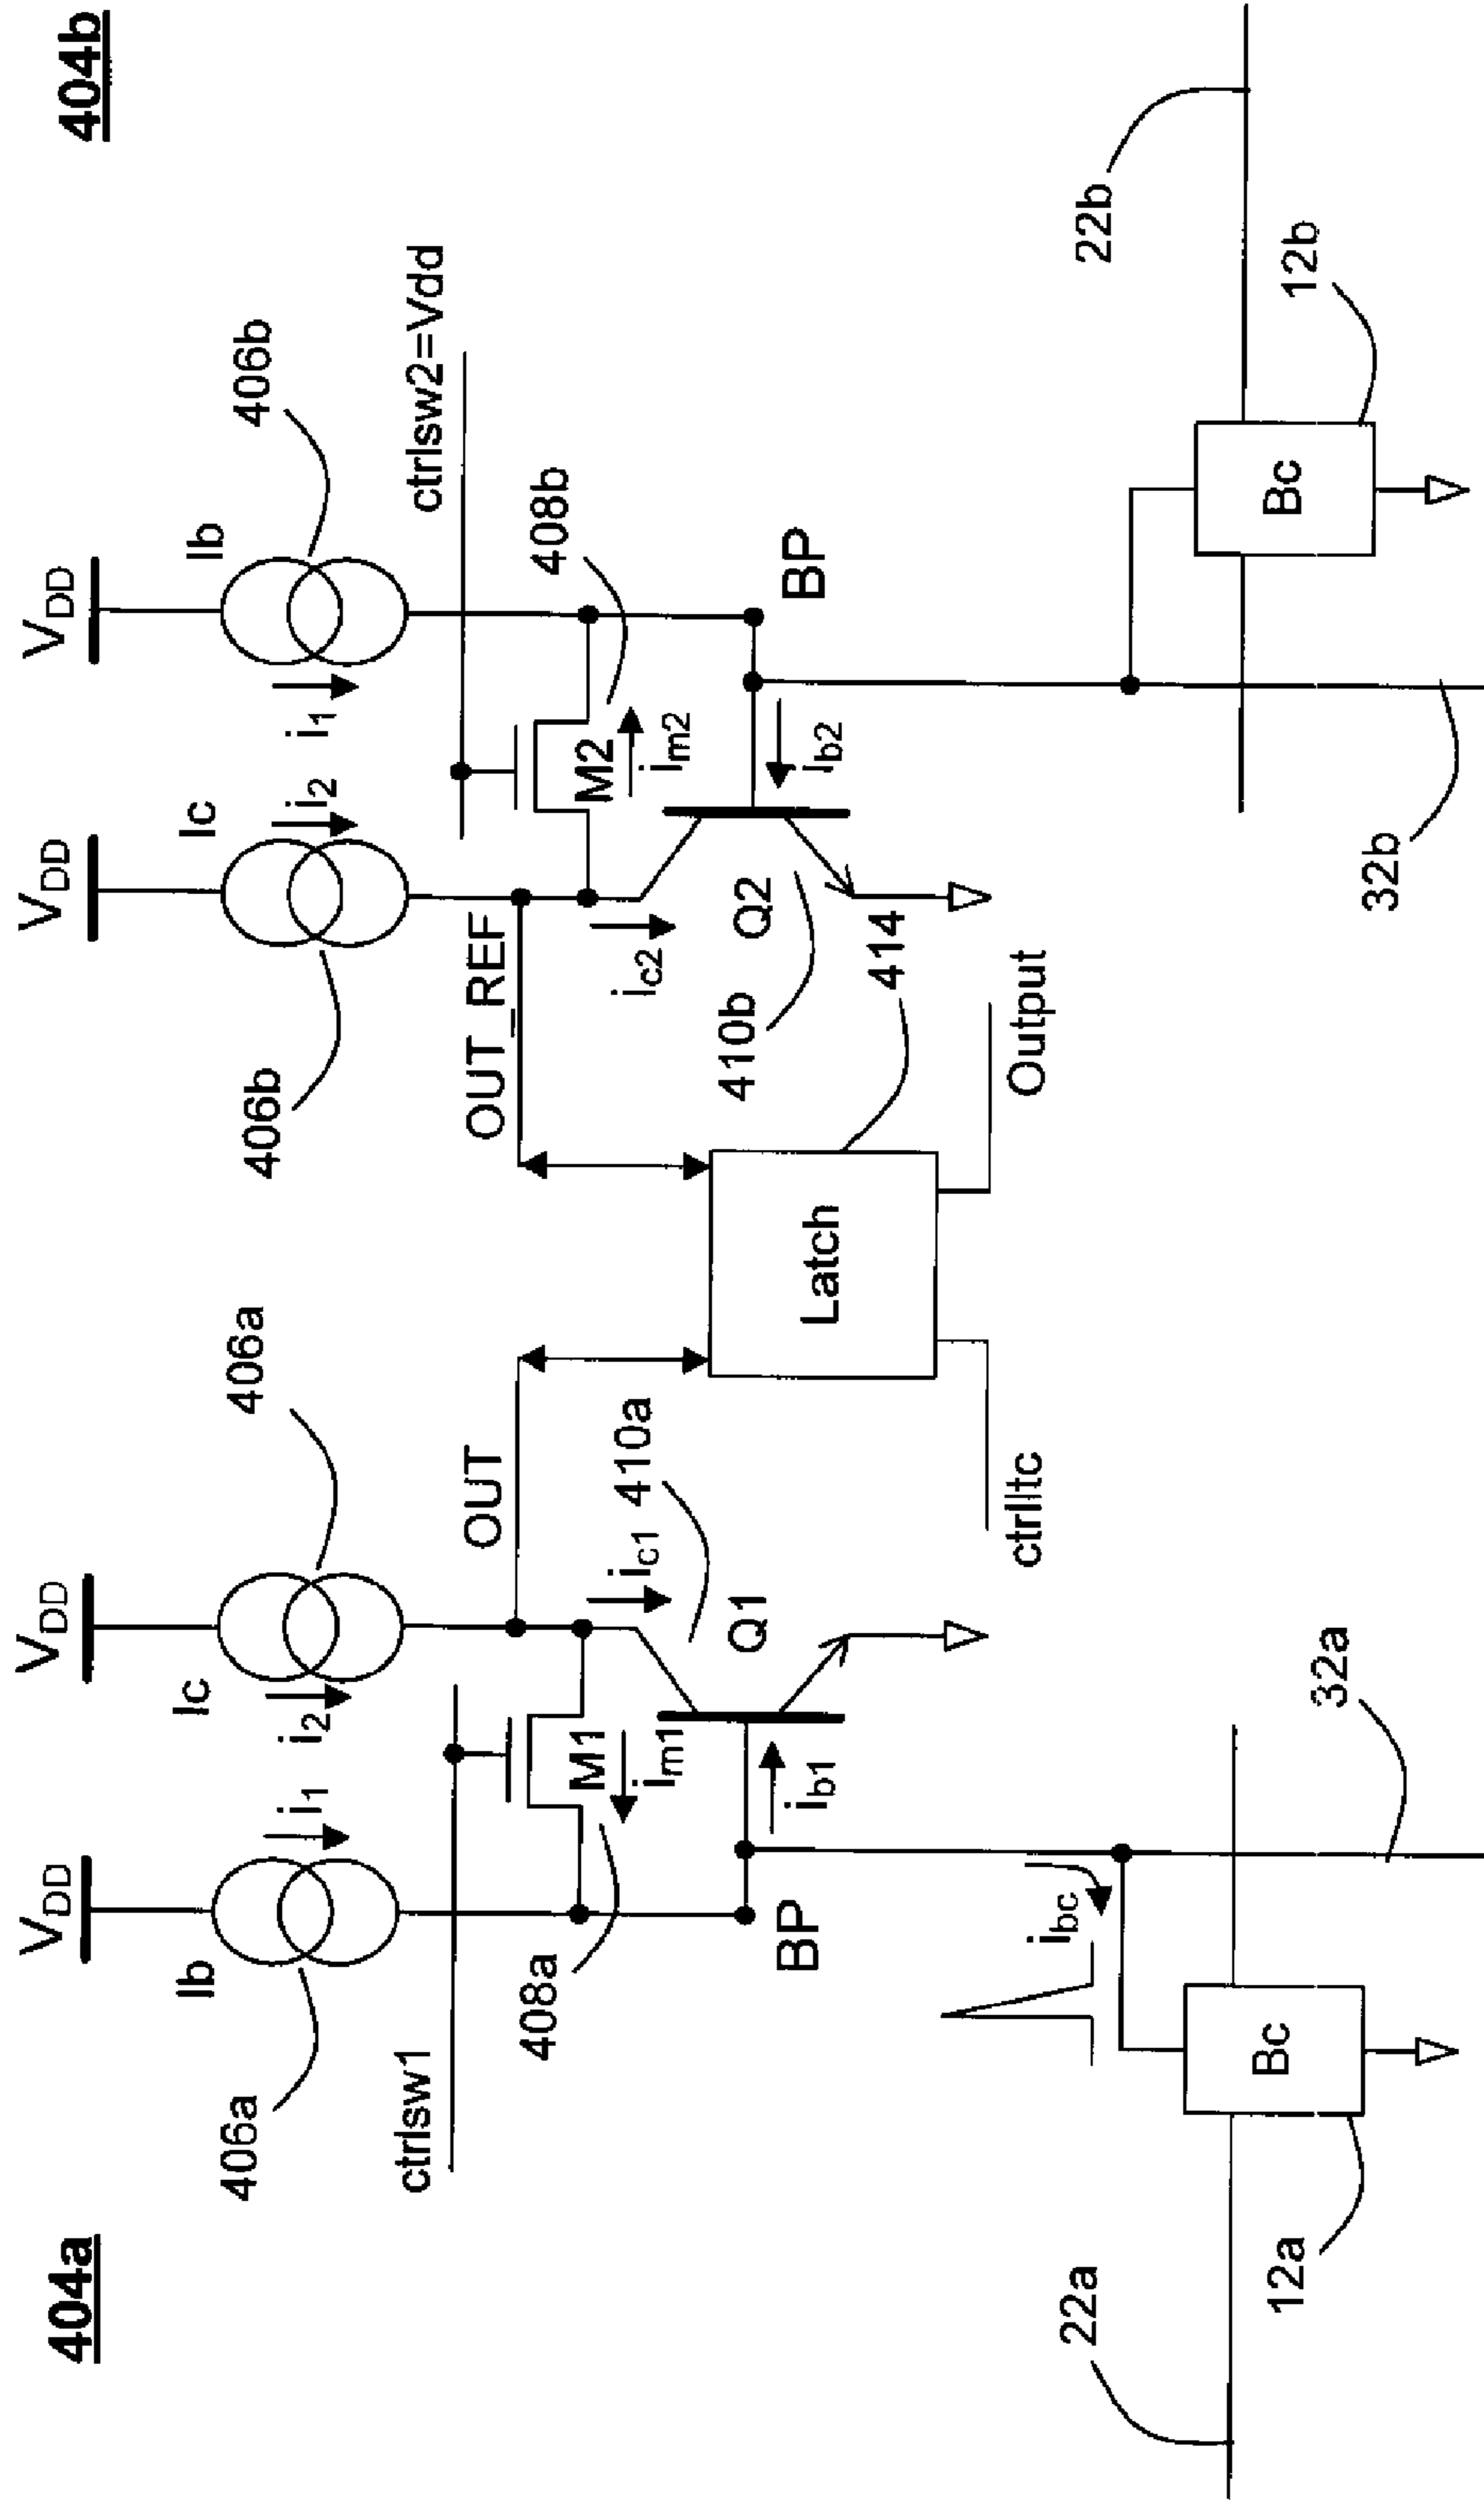 404a
404b
VDD
VDD
VDD
VDD
Ib
i1
Ic
i2
406a
406a
Ic
i2
Ib
i1
406b
406b
ctrlsw1
ctrlsw2=Vdd
OUT
OUT_REF
408a
M1
im1
ic1
410a
ic2
M2
im2
408b
BP
ib1
Q1
Latch
410b
Q2
ib2
BP
414
ctrlltc
Output
ibc
22a
12a
Bc
32a
32b
Bc
12b
22b